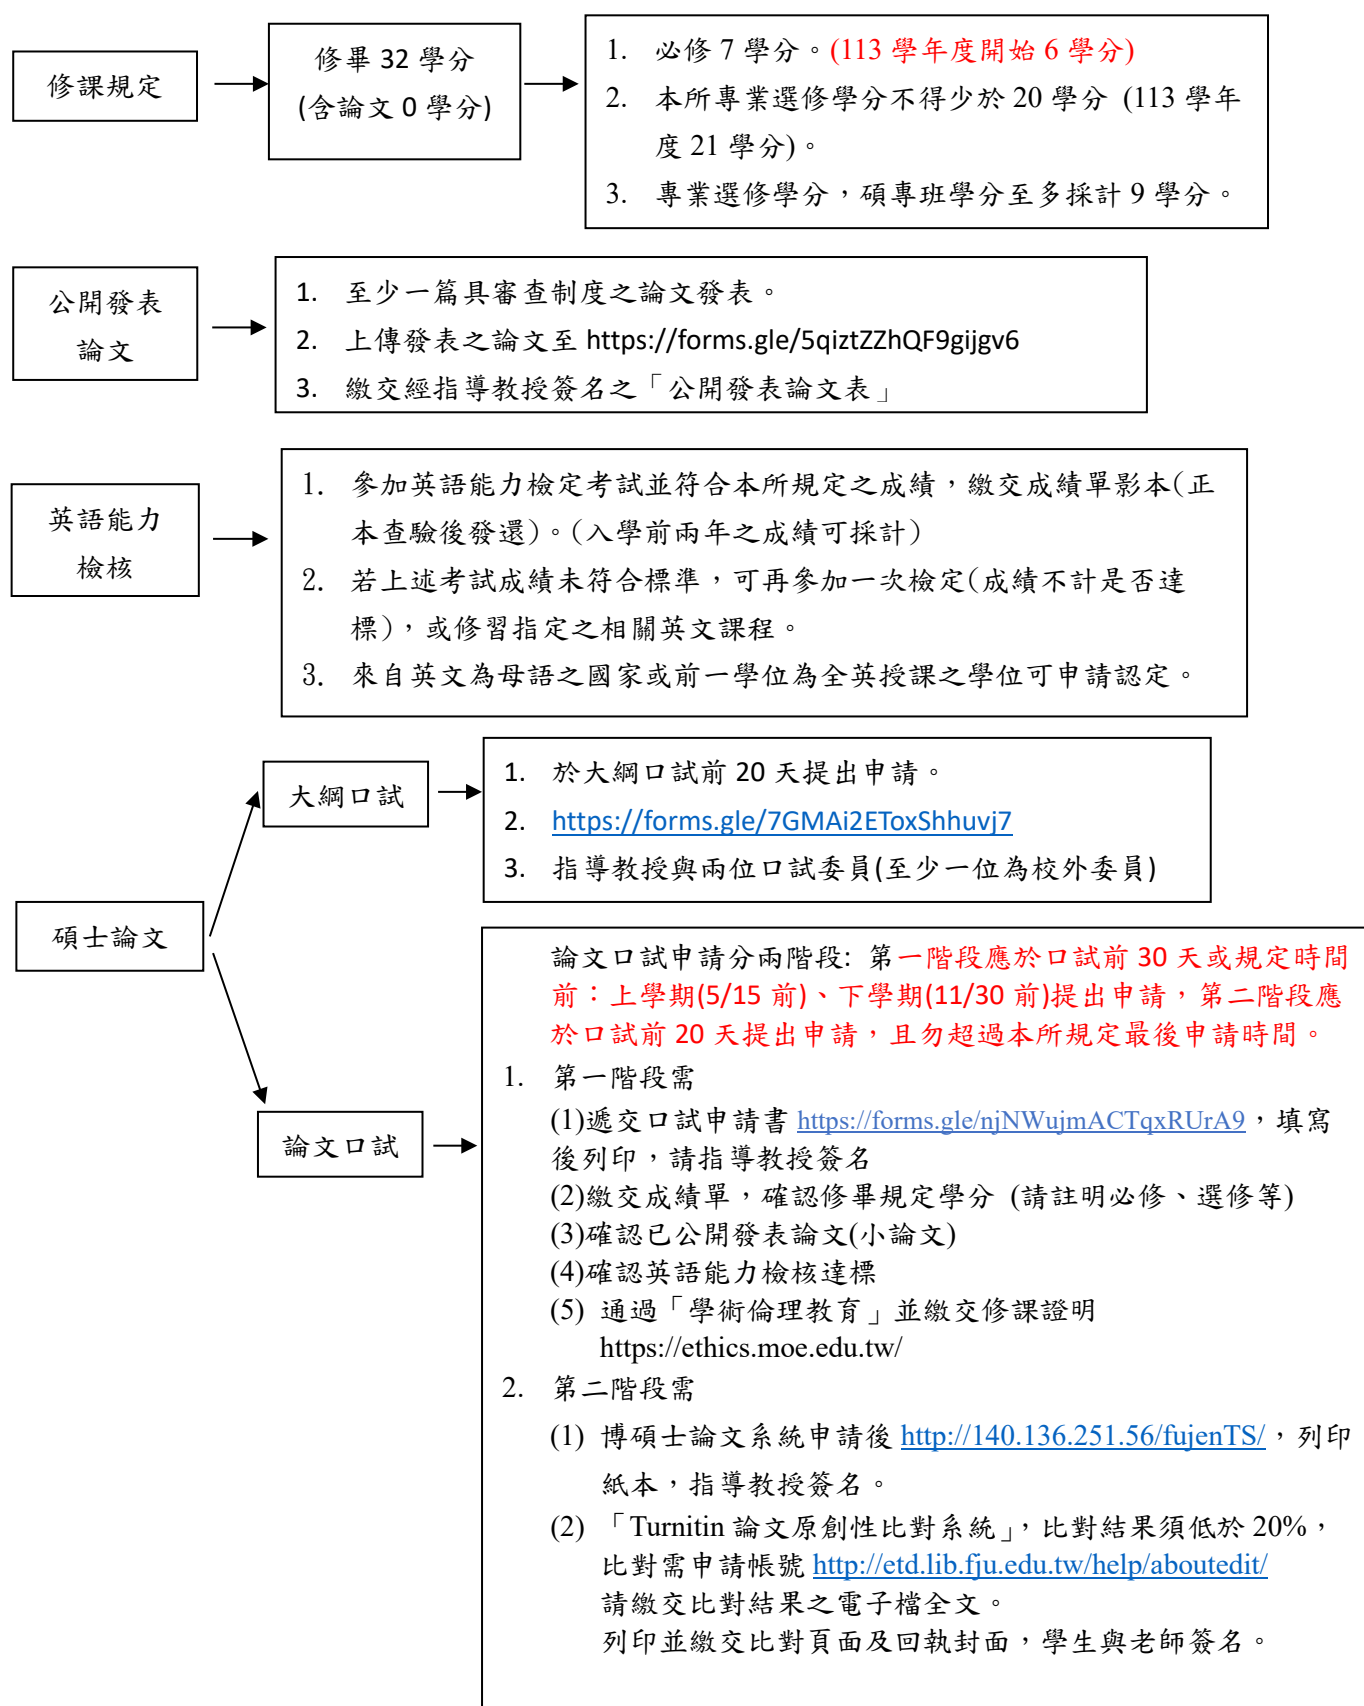 修課規定
修畢 32 學分
(含論文 0 學分)
1. 必修 7 學分。(113 學年度開始 6 學分)
2. 本所專業選修學分不得少於 20 學分 (113 學年
度 21 學分)。
3. 專業選修學分，碩專班學分至多採計 9 學分。
公開發表
論文
1. 至少一篇具審查制度之論文發表。
2. 上傳發表之論文至 https://forms.gle/5qiztZZhQF9gijgv6
3. 繳交經指導教授簽名之「公開發表論文表」
英語能力
檢核
1. 參加英語能力檢定考試並符合本所規定之成績，繳交成績單影本(正
本查驗後發還)。(入學前兩年之成績可採計)
2. 若上述考試成績未符合標準，可再參加一次檢定(成績不計是否達
標)，或修習指定之相關英文課程。
3. 來自英文為母語之國家或前一學位為全英授課之學位可申請認定。
碩士論文
大綱口試
1. 於大綱口試前 20 天提出申請。
2. https://forms.gle/7GMAi2EToxShhuvj7
3. 指導教授與兩位口試委員(至少一位為校外委員)
論文口試
論文口試申請分兩階段: 第一階段應於口試前 30 天或規定時間
前：上學期(5/15 前)、下學期(11/30 前)提出申請，第二階段應
於口試前 20 天提出申請，且勿超過本所規定最後申請時間。
1. 第一階段需
(1)遞交口試申請書 https://forms.gle/njNWujmACTqxRUrA9，填寫
後列印，請指導教授簽名
(2)繳交成績單，確認修畢規定學分 (請註明必修、選修等)
(3)確認已公開發表論文(小論文)
(4)確認英語能力檢核達標
(5) 通過「學術倫理教育」並繳交修課證明
https://ethics.moe.edu.tw/
2. 第二階段需
(1) 博碩士論文系統申請後 http://140.136.251.56/fujenTS/，列印
紙本，指導教授簽名。
(2) 「Turnitin 論文原創性比對系統」，比對結果須低於 20%，
比對需申請帳號 http://etd.lib.fju.edu.tw/help/aboutedit/
請繳交比對結果之電子檔全文。
列印並繳交比對頁面及回執封面，學生與老師簽名。